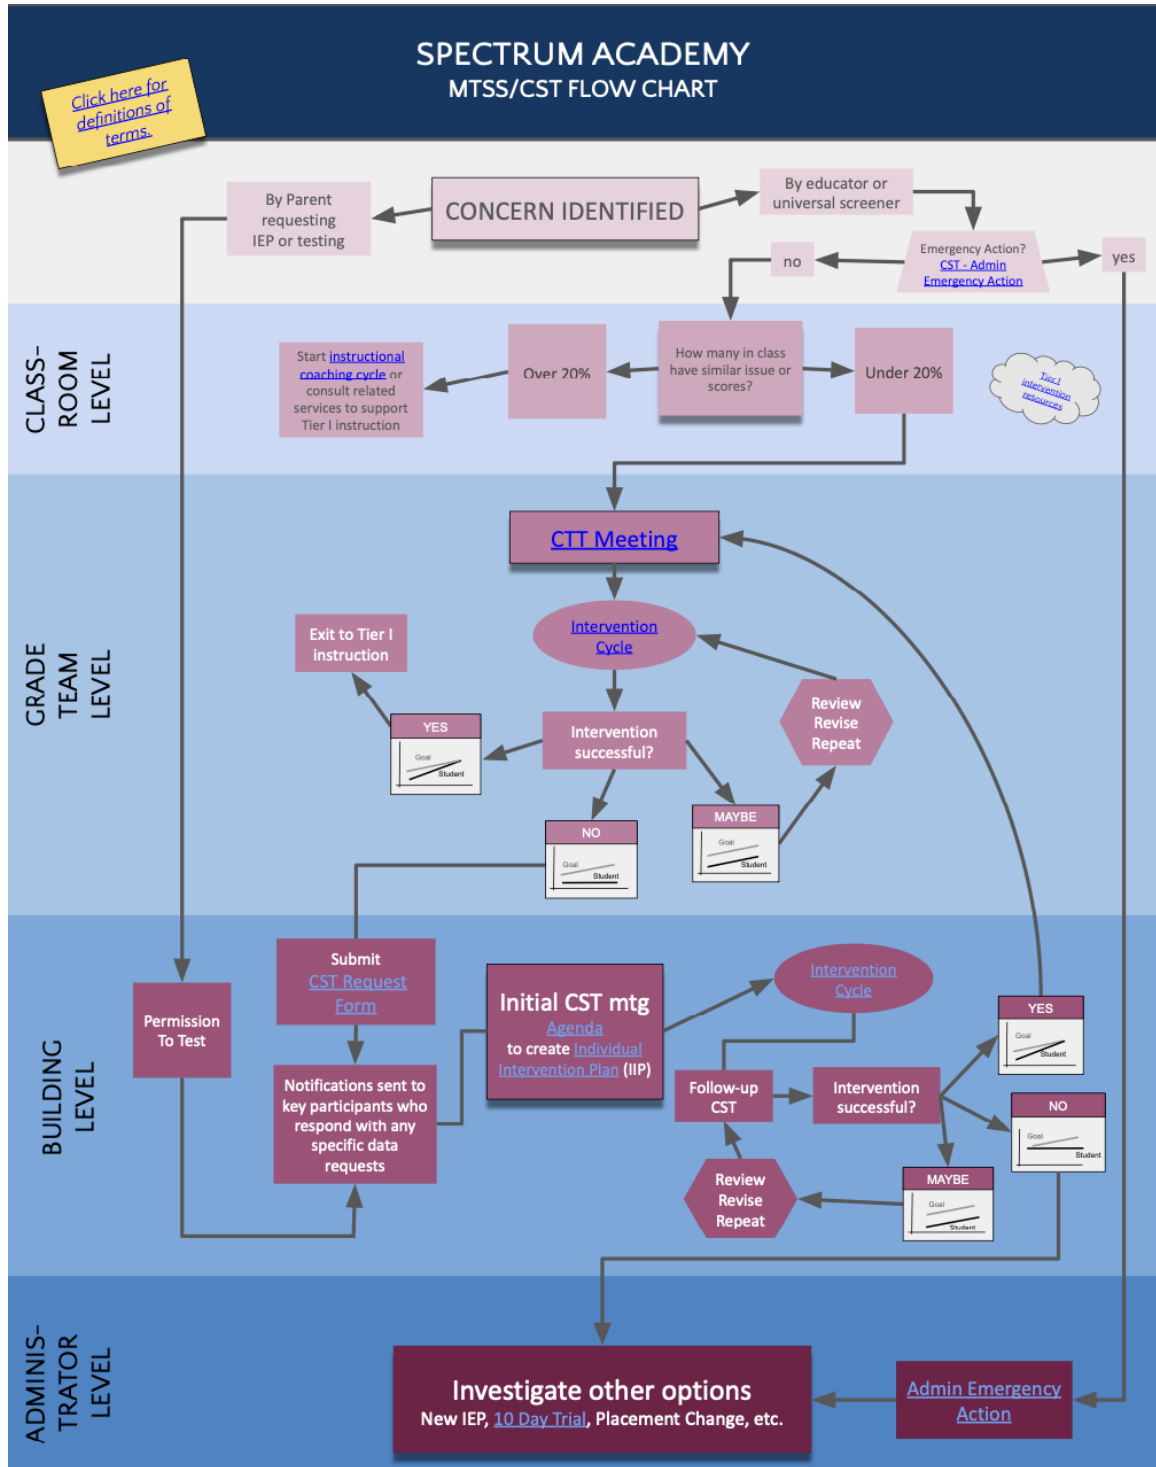 SPECTRUM ACADEMY
MTSS/CST FLOW CHART
Click here for
definitions of
terms.
By Parent
requesting
IEP or testing
CONCERN IDENTIFIED
By educator or
universal screener
Emergency Action?
CST - Admin
Emergency Action
no
yes
CLASS-
ROOM
LEVEL
Start instructional
coaching cycle or
consult related
services to support
Tier I instruction
Over 20%
How many in class
have similar issue or
scores?
Under 20%
Tier I
intervention
resources
GRADE
TEAM
LEVEL
CTT Meeting
Intervention
Cycle
Exit to Tier I
instruction
YES
Goal
Student
Intervention
successful?
Review
Revise
Repeat
NO
Goal
Student
MAYBE
Goal
Student
BUILDING
LEVEL
Permission
To Test
Submit
CST Request
Form
Notifications sent to
key participants who
respond with any
specific data
requests
Initial CST mtg
Agenda
to create Individual
Intervention Plan (IIP)
Intervention
Cycle
Follow-up
CST
Intervention
successful?
YES
Goal
Student
NO
Goal
Student
MAYBE
Goal
Student
Review
Revise
Repeat
ADMINIS-
TRATOR
LEVEL
Investigate other options
New IEP, 10 Day Trial, Placement Change, etc.
Admin Emergency
Action